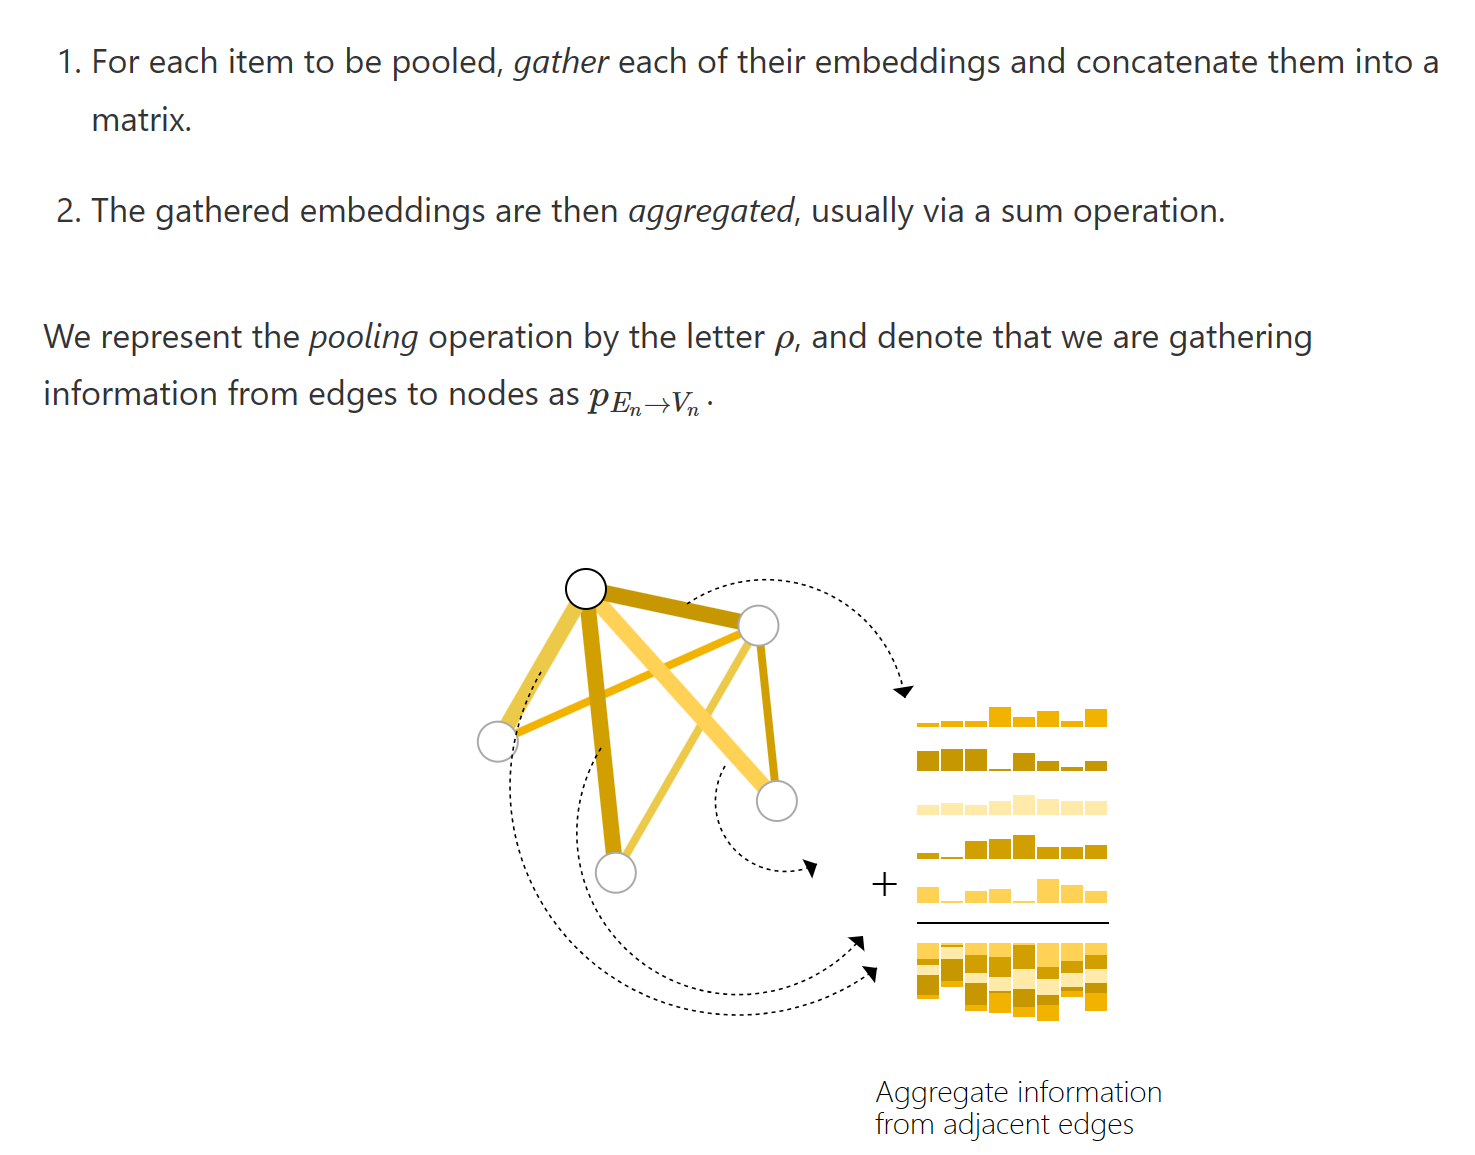 1. For each item to be pooled, gather each of their embeddings and concatenate them into a
matrix.
2. The gathered embeddings are then aggregated, usually via a sum operation.
We represent the pooling operation by the letter ρ, and denote that we are gathering
information from edges to nodes as p_{E_n→V_n}.
+
Aggregate information
from adjacent edges